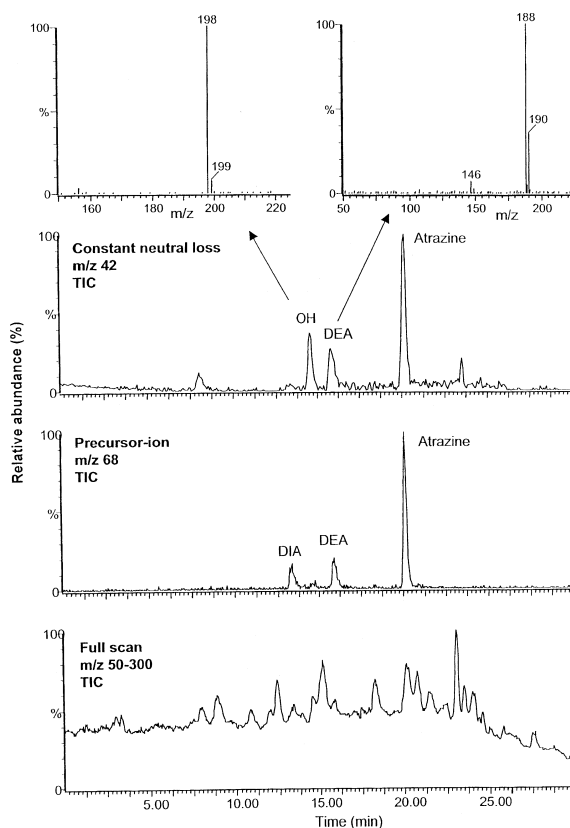 198
100
%
199
0
160
180
200
220
m/z
188
100
%
190
146
0
50
100
150
200
m/z
Relative abundance (%)
100
Constant neutral loss
m/z 42
TIC
%
0
OH
DEA
Atrazine
100
Precursor-ion
m/z 68
TIC
%
0
DIA
DEA
Atrazine
100
Full scan
m/z 50-300
TIC
%
0
5.00
10.00
15.00
20.00
25.00
Time (min)